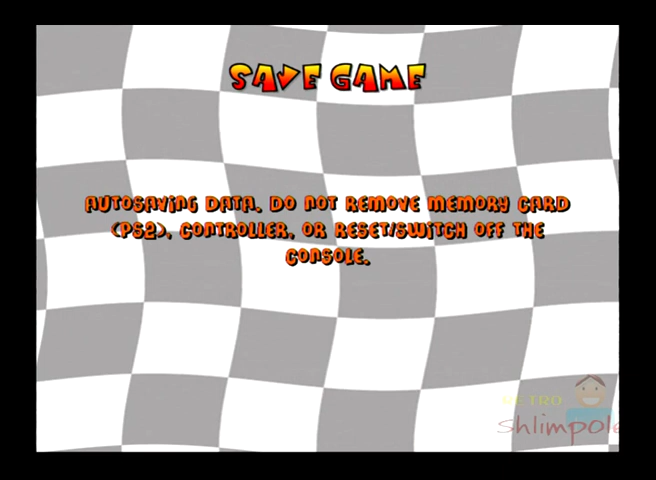 SAVE GAME
AUTOSAVING DATA. DO NOT REMOVE MEMORY CARD
(PS2), CONTROLLER, OR RESET/SWITCH OFF THE
CONSOLE.
RETRO
shlimpole